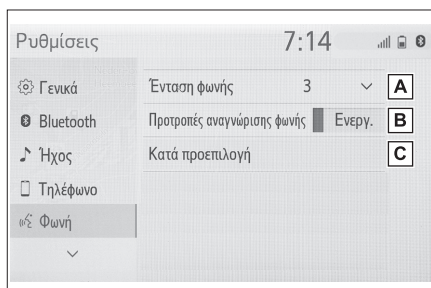 Ρυθμίσεις 7:14
Γενικά
Bluetooth
Ήχος
Τηλέφωνο
Φωνή
Ένταση φωνής 3 A
Προτροπές αναγνώρισης φωνής Ενεργ. B
Κατά προεπιλογή C